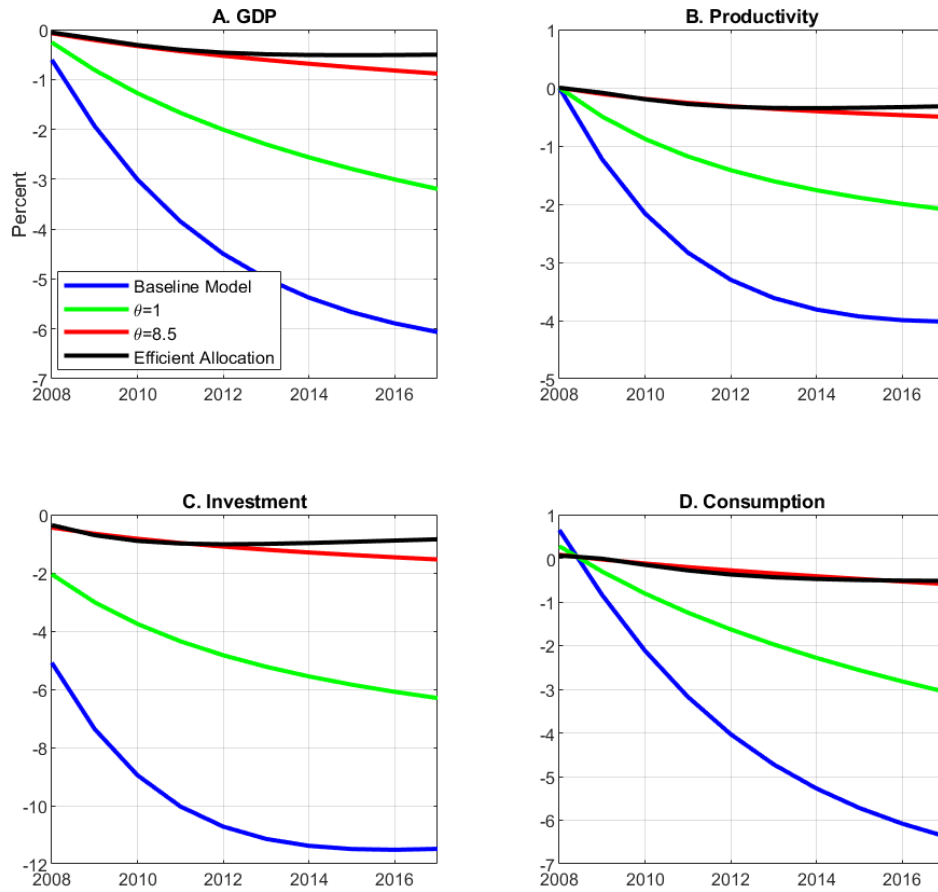 A. GDP
0
-1
-2
-3
-4
-5
-6
-7
Percent
Baseline Model
θ=1
θ=8.5
Efficient Allocation
2008 2010 2012 2014 2016
B. Productivity
1
0
-1
-2
-3
-4
-5
2008 2010 2012 2014 2016
C. Investment
0
-2
-4
-6
-8
-10
-12
2008 2010 2012 2014 2016
D. Consumption
1
0
-1
-2
-3
-4
-5
-6
-7
2008 2010 2012 2014 2016